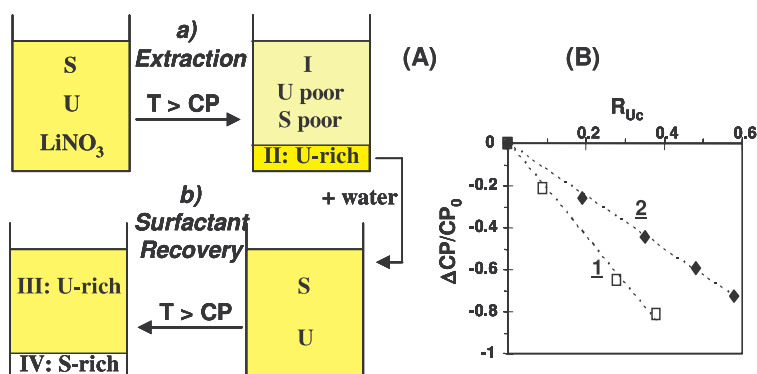 a)
Extraction
S
U
LiNO3
T > CP
I
U poor
S poor
II: U-rich
(A)
+ water
b)
Surfactant
Recovery
III: U-rich
IV: S-rich
T > CP
S
U
(B)
RUc
0
0.2
0.4
0.6
-0.2
-0.4
-0.6
-0.8
-1
ΔCP/CP0
1
2